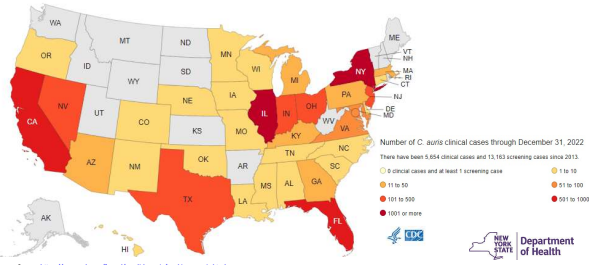 WA
MT
ND
ME
OR
ID
SD
MN
WI
MI
VT
NH
NY
MA
RI
CT
WY
NE
IA
PA
NJ
NV
UT
CO
IL
IN
OH
DE
MD
CA
KS
MO
KY
WV
VA
AZ
NM
OK
AR
TN
NC
SC
MS
AL
GA
TX
LA
FL
AK
HI
Number of C. auris clinical cases through December 31, 2022
There have been 5,654 clinical cases and 13,163 screening cases since 2013.
0 clinical cases and at least 1 screening case
1 to 10
11 to 50
51 to 100
101 to 500
501 to 1000
1001 or more
CDC
NEW YORK STATE
Department of Health